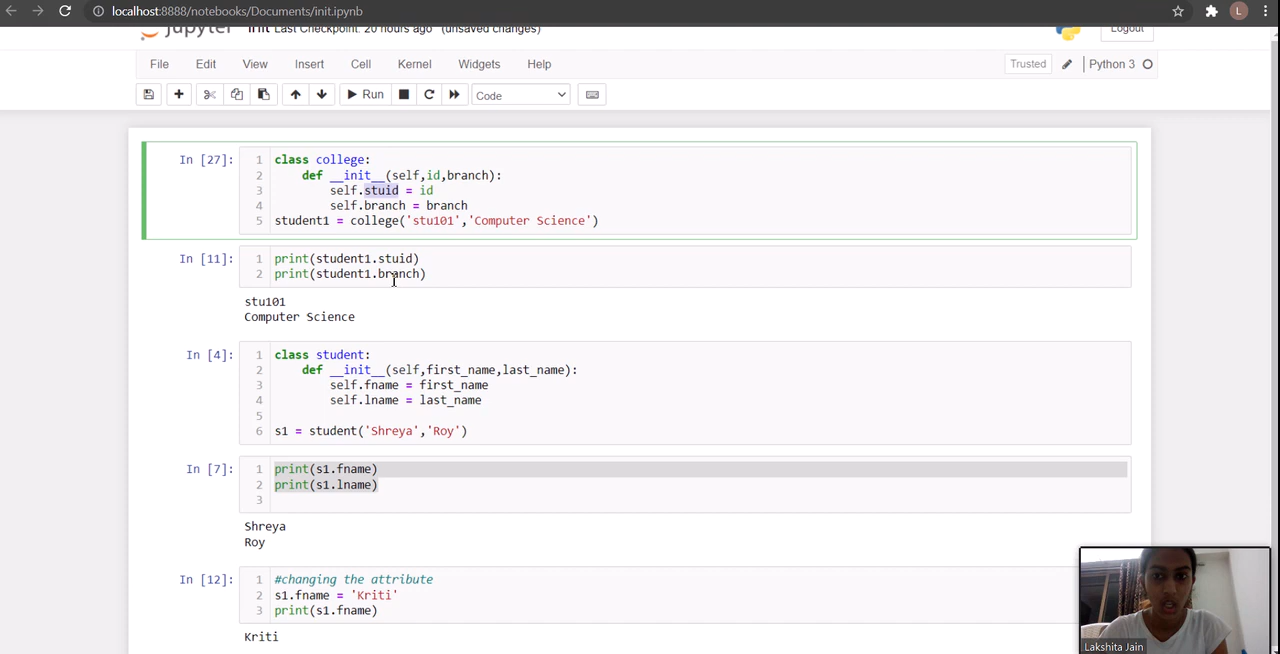 localhost:8888/notebooks/Documents/init.ipynb
L
jupyter init Last Checkpoint: 20 hours ago (unsaved changes)
Logout
File Edit View Insert Cell Kernel Widgets Help
Trusted
Python 3
Run
Code
In [27]:
1 class college:
2 def __init__(self,id,branch):
3 self.stuid = id
4 self.branch = branch
5 student1 = college('stu101','Computer Science')
In [11]:
1 print(student1.stuid)
2 print(student1.branch)
stu101
Computer Science
In [4]:
1 class student:
2 def __init__(self,first_name,last_name):
3 self.fname = first_name
4 self.lname = last_name
5
6 s1 = student('Shreya','Roy')
In [7]:
1 print(s1.fname)
2 print(s1.lname)
3
Shreya
Roy
In [12]:
1 #changing the attribute
2 s1.fname = 'Kriti'
3 print(s1.fname)
Kriti
Lakshita Jain